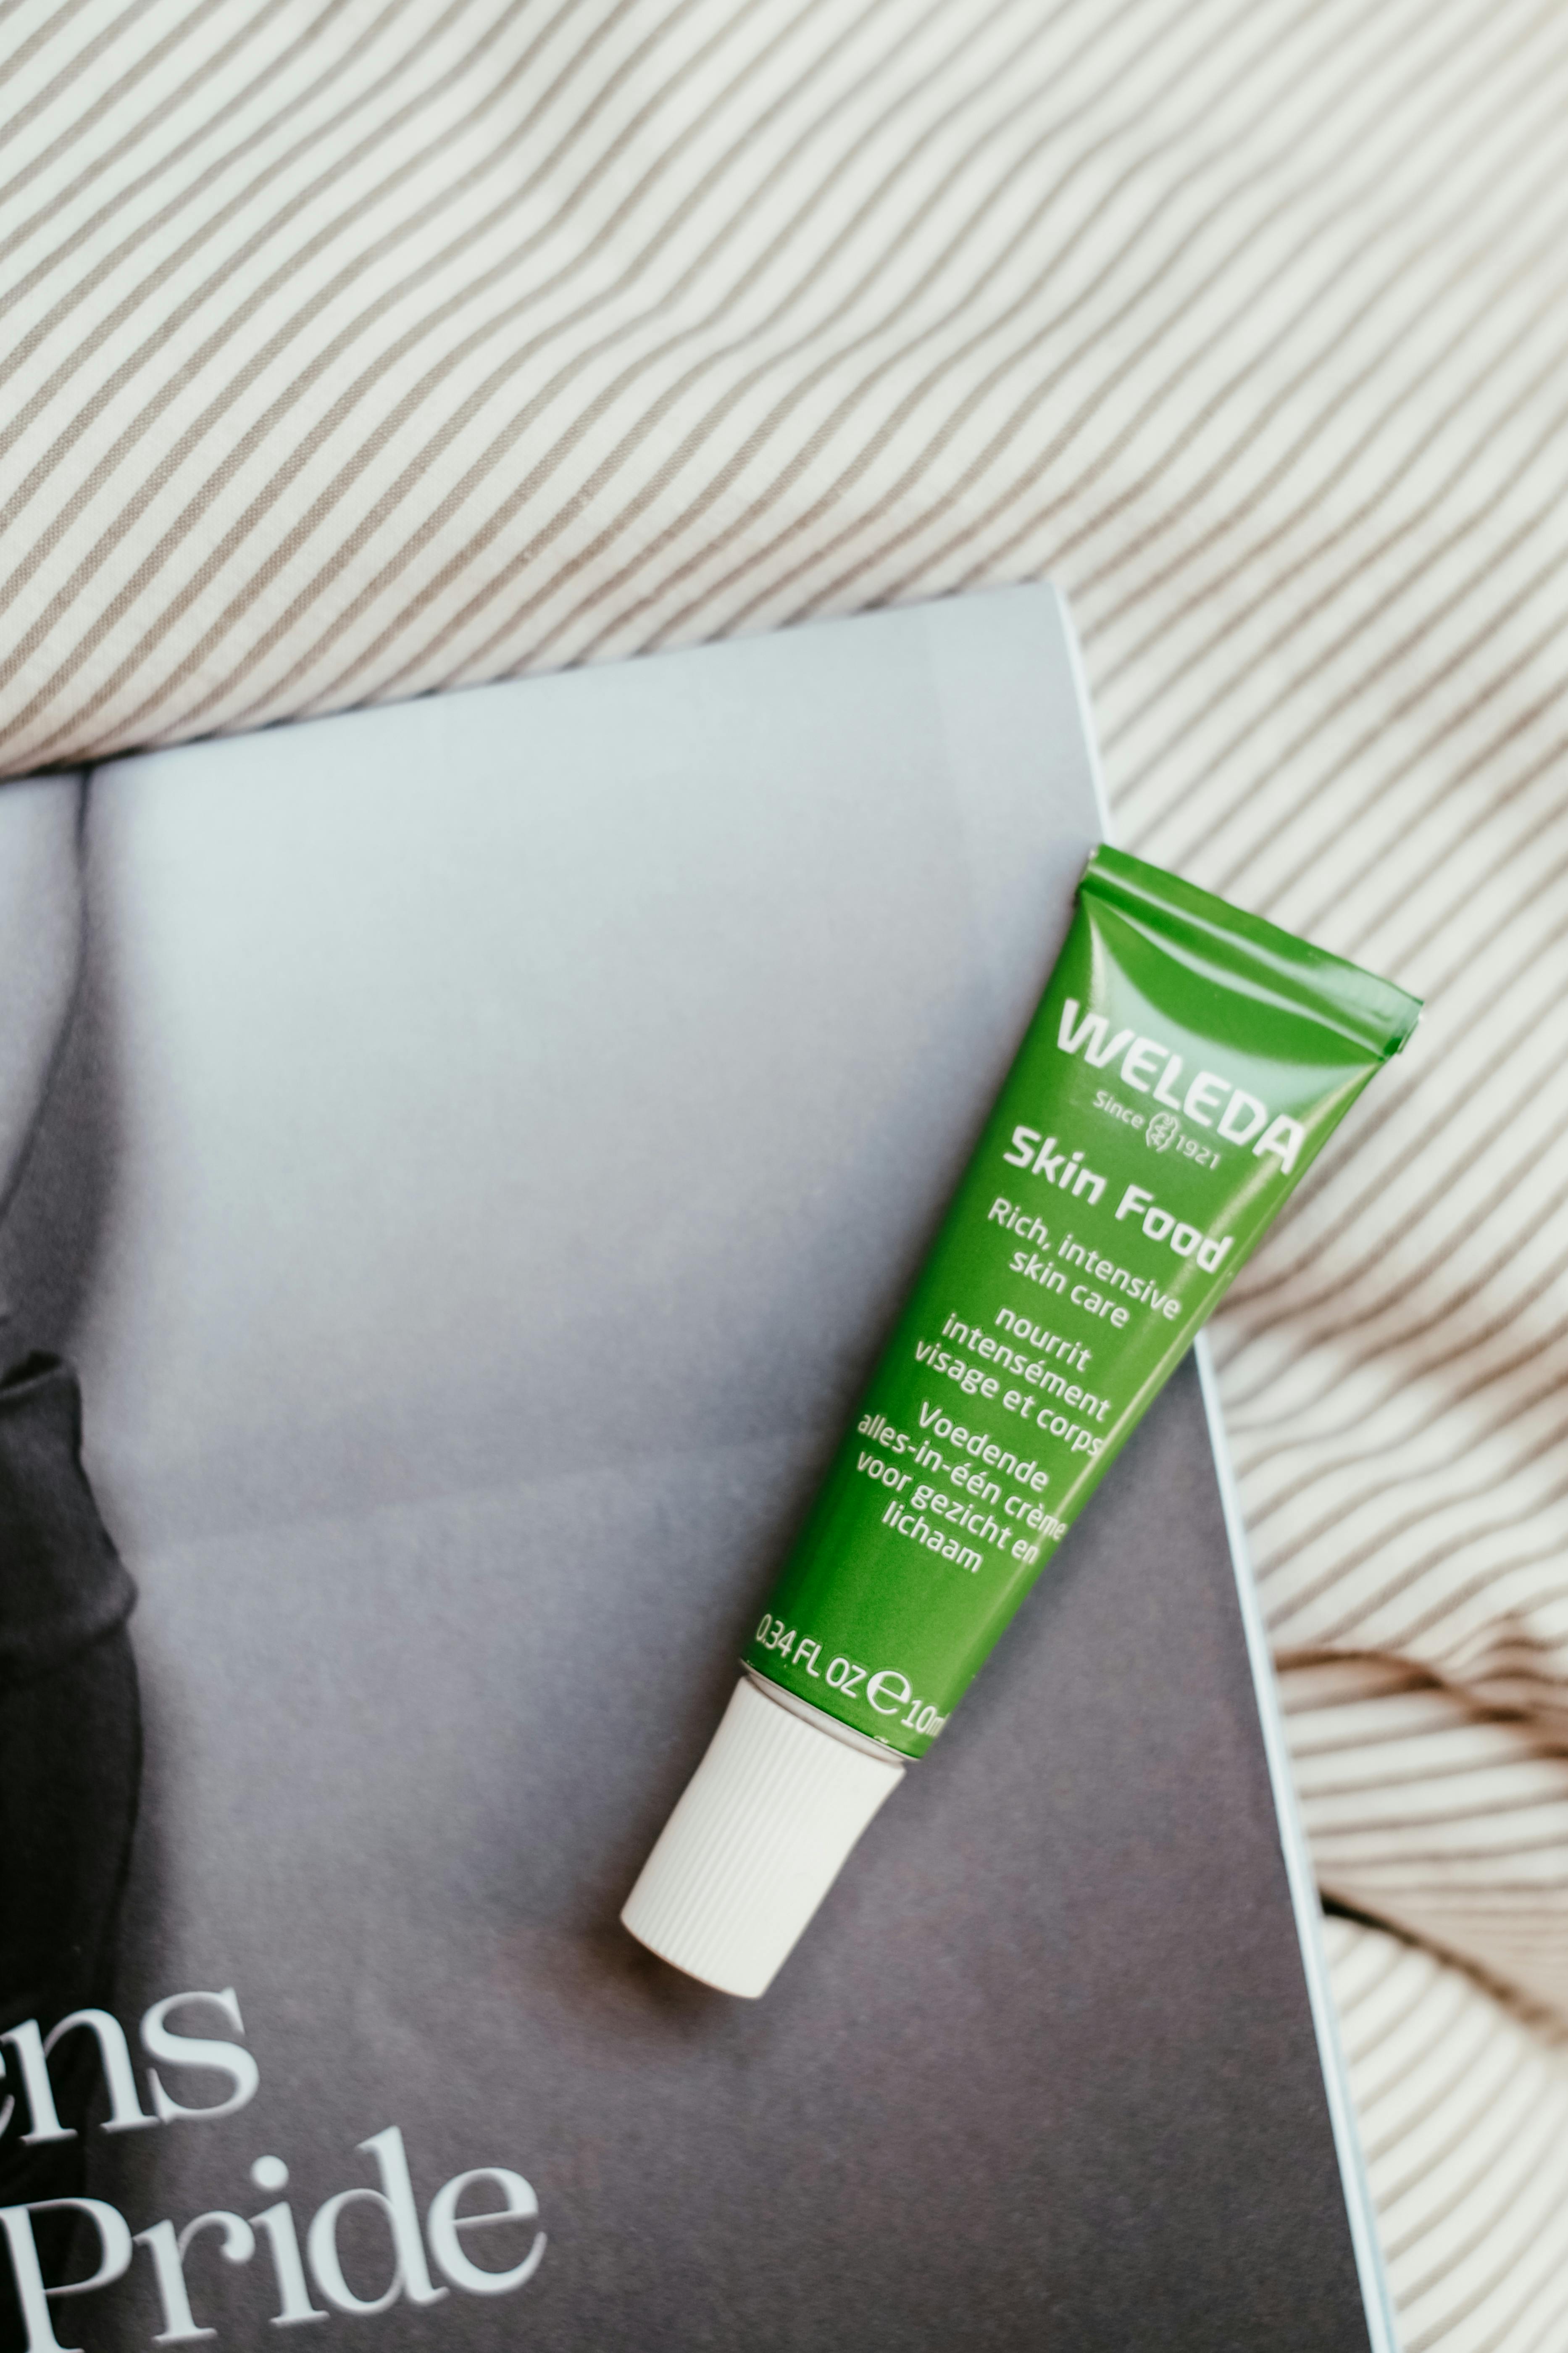 WELEDA
Since 1921
Skin Food
Rich, intensive
skin care
nourrit
intensément
visage et corps
Voedende
alles-in-één crème
voor gezicht en
lichaam
0.34 FL OZ ℮ 10m
ens
Pride